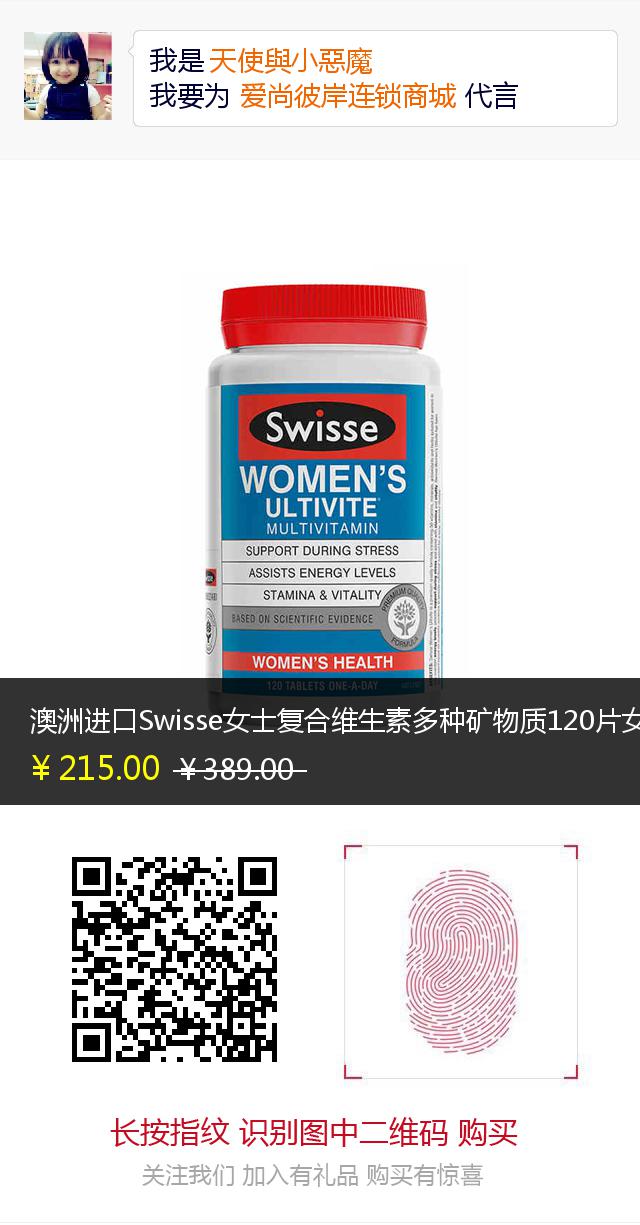 我是 天使與小惡魔
我要为 爱尚彼岸连锁商城 代言
Swisse
WOMEN'S
ULTIVITE
MULTIVITAMIN
SUPPORT DURING STRESS
ASSISTS ENERGY LEVELS
STAMINA & VITALITY
BASED ON SCIENTIFIC EVIDENCE
PREMIUM QUALITY
FORMULA
WOMEN'S HEALTH
120 TABLETS ONE-A-DAY
澳洲进口Swisse女士复合维生素多种矿物质120片女
¥ 215.00 ¥ 389.00
长按指纹 识别图中二维码 购买
关注我们 加入有礼品 购买有惊喜